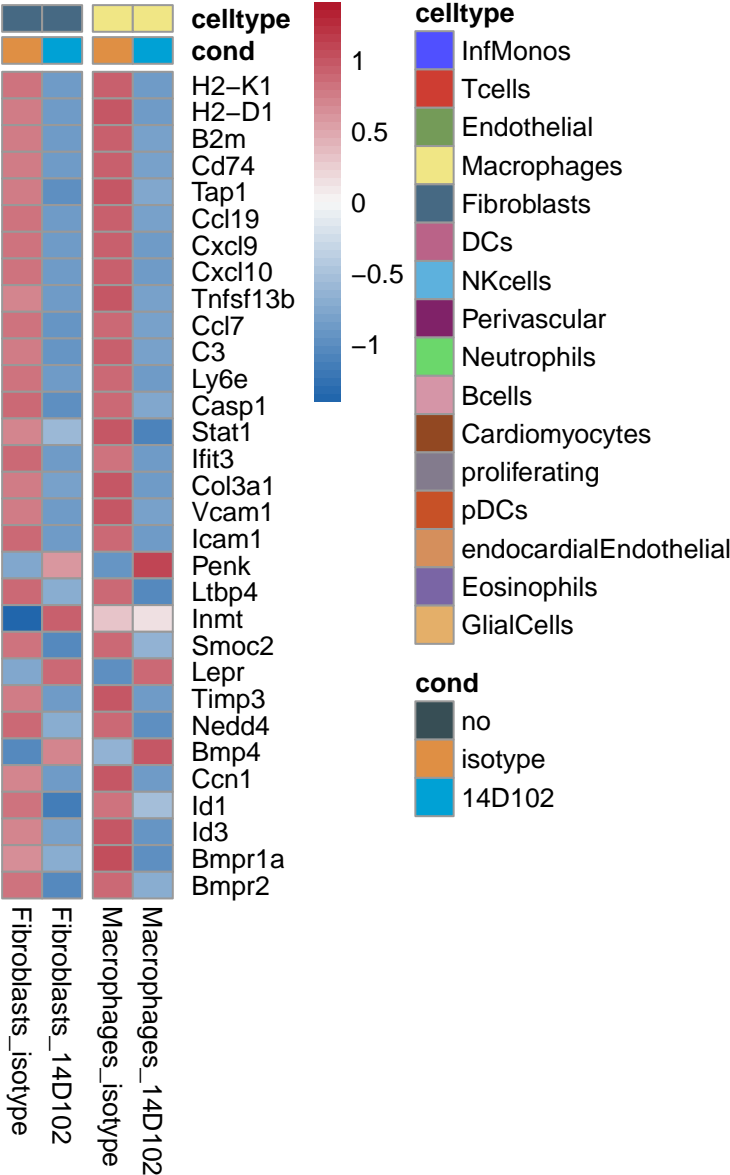 celltype
cond
H2−K1
H2−D1
B2m
Cd74
Tap1
Ccl19
Cxcl9
Cxcl10
Tnfsf13b
Ccl7
C3
Ly6e
Casp1
Stat1
Ifit3
Col3a1
Vcam1
Icam1
Penk
Ltbp4
Inmt
Smoc2
Lepr
Timp3
Nedd4
Bmp4
Ccn1
Id1
Id3
Bmpr1a
Bmpr2
Fibroblasts_isotype
Fibroblasts_14D102
Macrophages_isotype
Macrophages_14D102
1
0.5
0
−0.5
−1
celltype
InfMonos
Tcells
Endothelial
Macrophages
Fibroblasts
DCs
NKcells
Perivascular
Neutrophils
Bcells
Cardiomyocytes
proliferating
pDCs
endocardialEndothelial
Eosinophils
GlialCells
cond
no
isotype
14D102